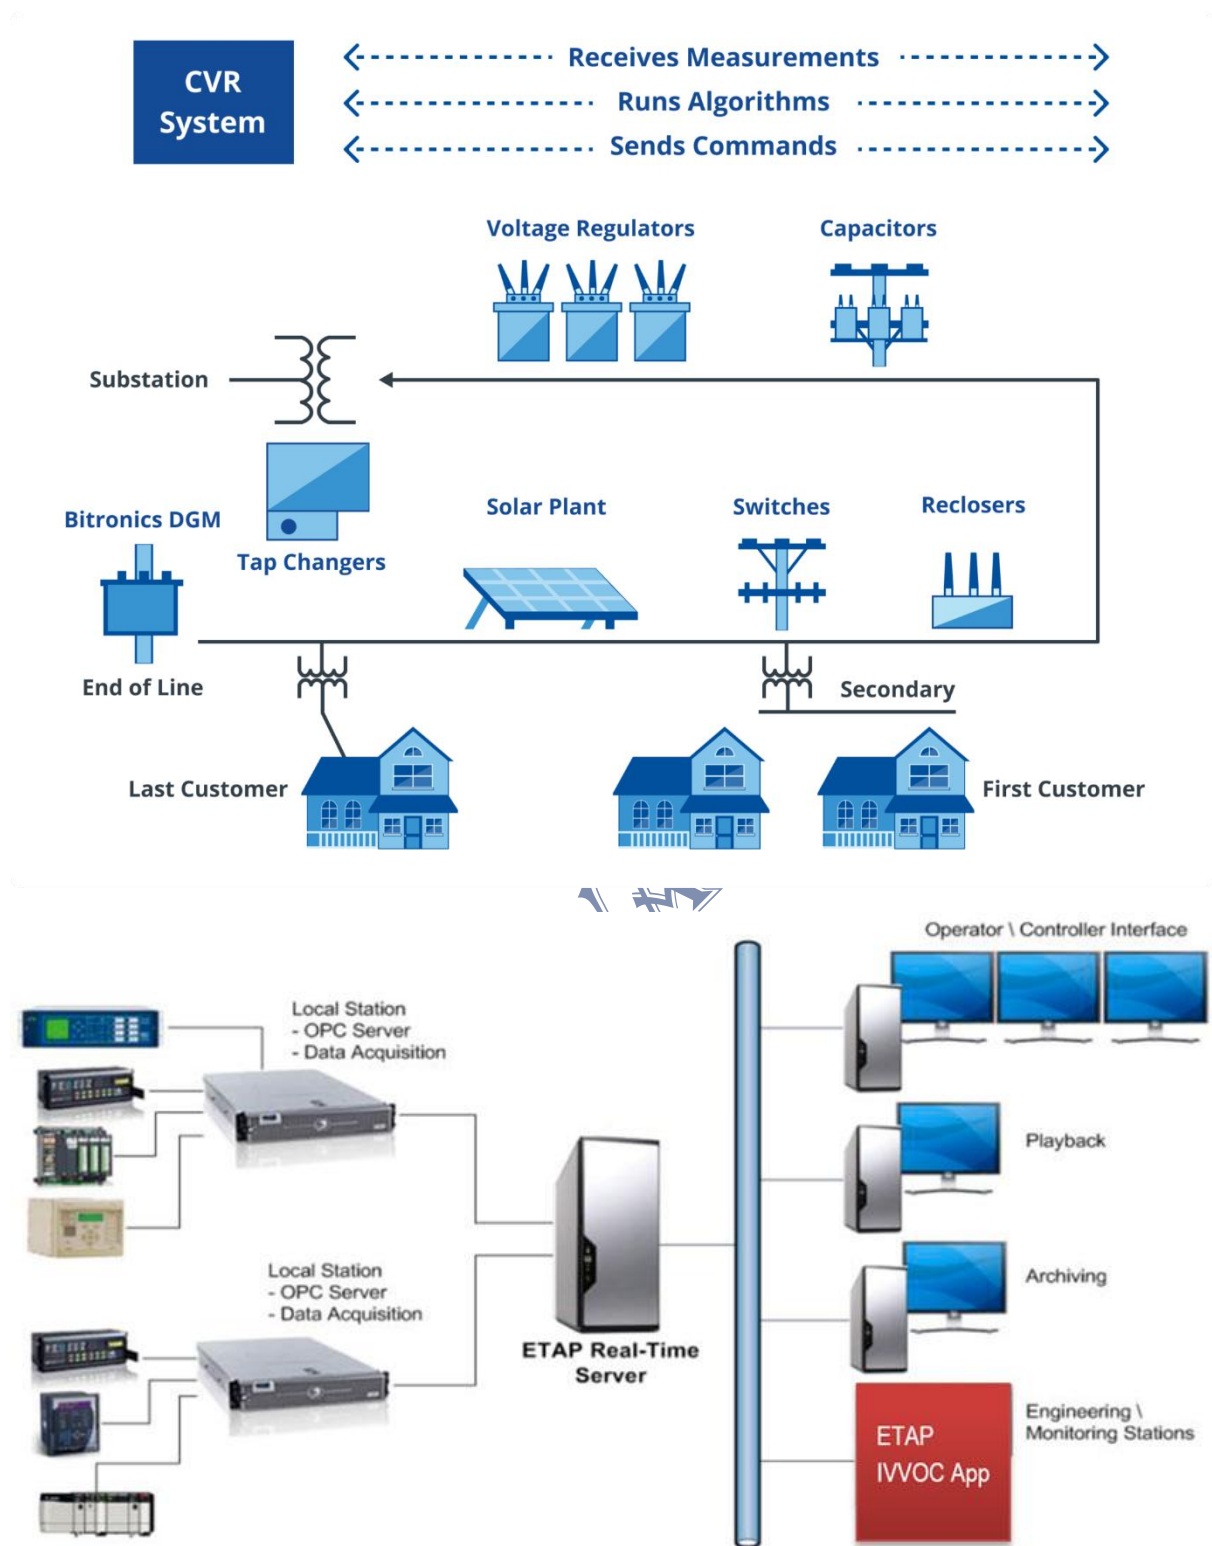 CVR
System
Receives Measurements
Runs Algorithms
Sends Commands
Voltage Regulators
Capacitors
Substation
Bitronics DGM
Tap Changers
Solar Plant
Switches
Reclosers
End of Line
Secondary
Last Customer
First Customer
Operator \ Controller Interface
Local Station
- OPC Server
- Data Acquisition
Playback
Local Station
- OPC Server
- Data Acquisition
Archiving
ETAP Real-Time
Server
Engineering \
Monitoring Stations
ETAP
IVVOC App